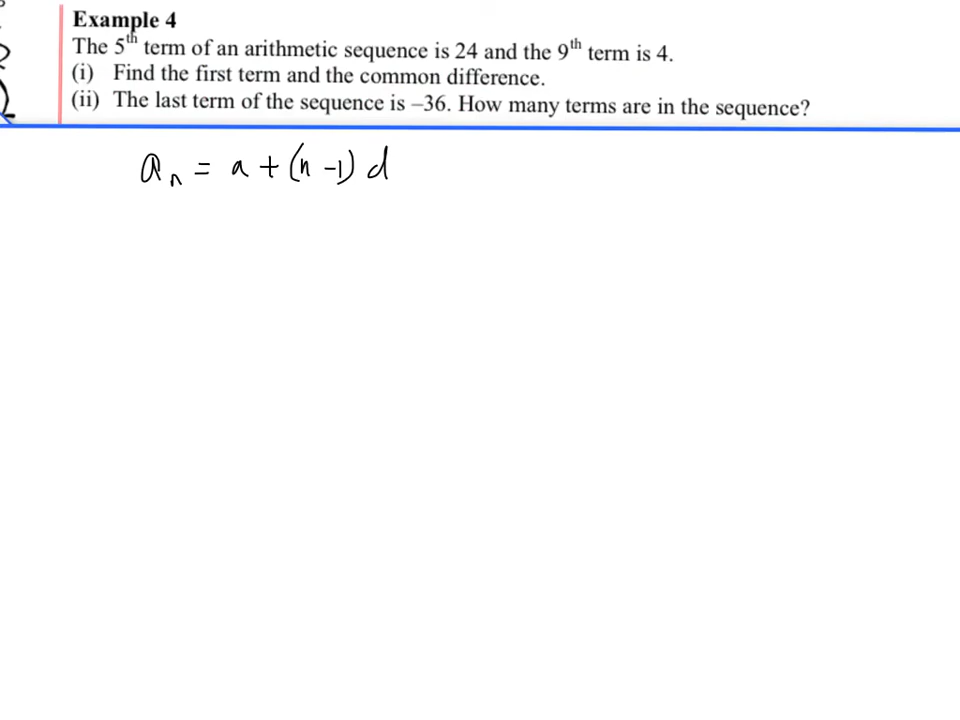 Example 4
The 5th term of an arithmetic sequence is 24 and the 9th term is 4.
(i) Find the first term and the common difference.
(ii) The last term of the sequence is –36. How many terms are in the sequence?
aₙ = a + (n - 1) d